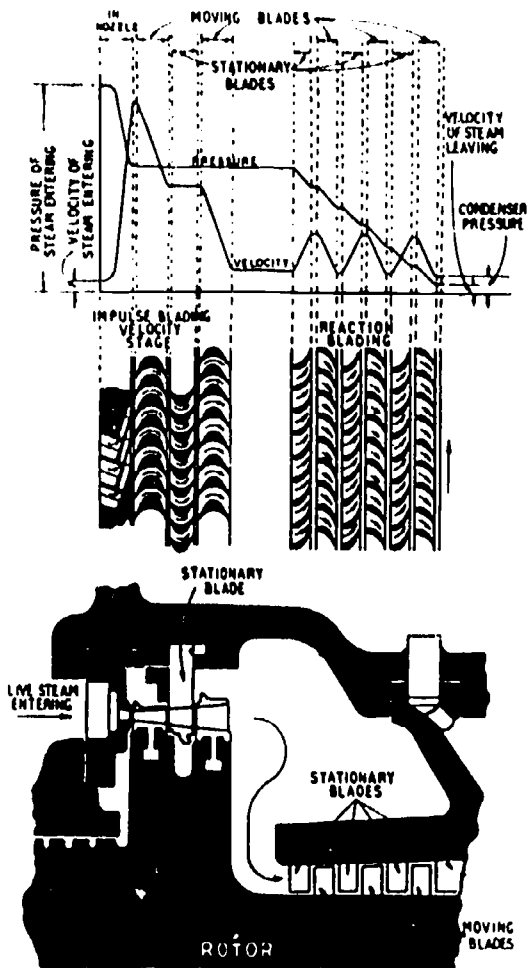 IN
NOZZLE
MOVING BLADES
STATIONARY
BLADES
VELOCITY
OF STEAM
LEAVING
PRESSURE
CONDENSER
PRESSURE
PRESSURE OF
STEAM ENTERING
VELOCITY OF
STEAM ENTERING
VELOCITY
IMPULSE BLADING
VELOCITY
STAGE
REACTION
BLADING
STATIONARY
BLADE
LIVE STEAM
ENTERING
STATIONARY
BLADES
MOVING
BLADES
ROTOR